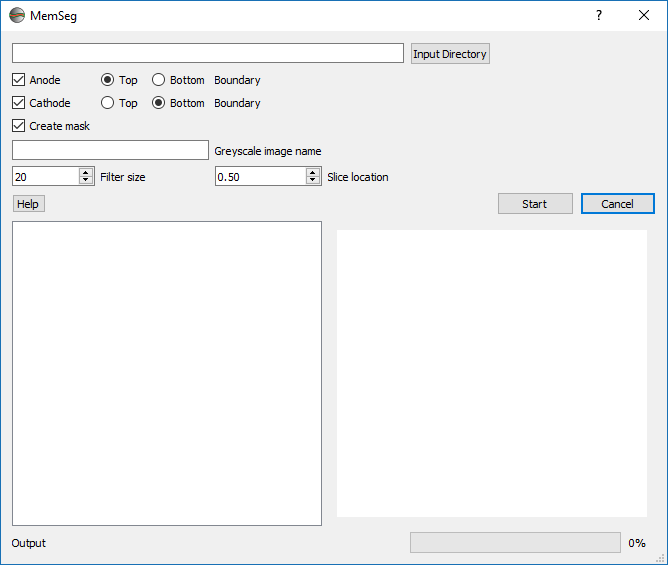 MemSeg ?
Input Directory
Anode Top Bottom Boundary
Cathode Top Bottom Boundary
Create mask
Greyscale image name
20 Filter size 0.50 Slice location
Help Start Cancel
Output 0%